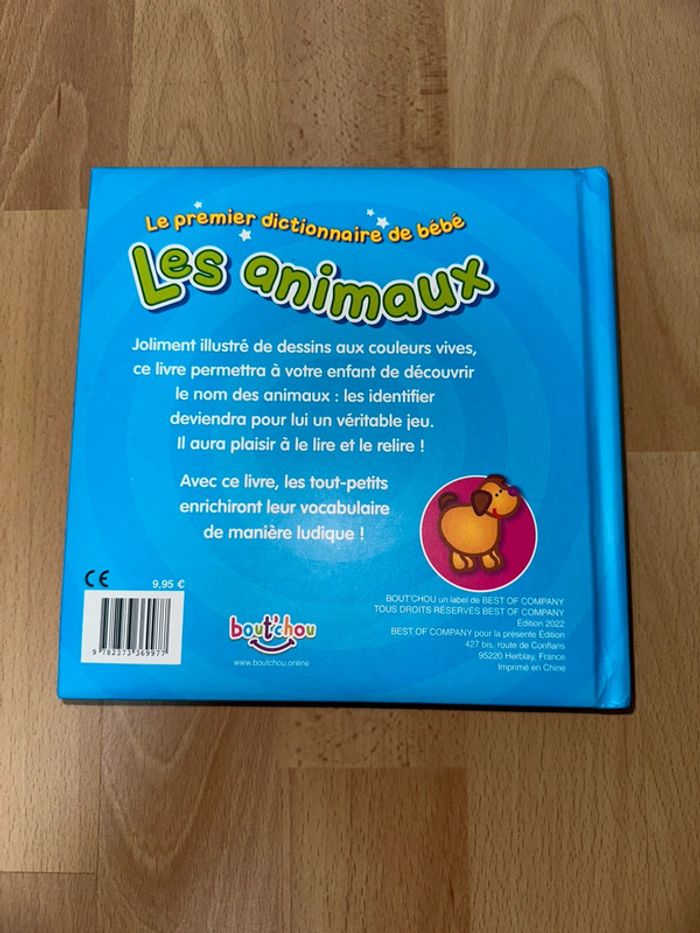 Le premier dictionnaire de bébé
Les animaux
Joliment illustré de dessins aux couleurs vives,
ce livre permettra à votre enfant de découvrir
le nom des animaux : les identifier
deviendra pour lui un véritable jeu.
Il aura plaisir à le lire et le relire !
Avec ce livre, les tout-petits
enrichiront leur vocabulaire
de manière ludique !
CE
9,95 €
9 782373 369977
bout'chou
www.boutchou.online
BOUT'CHOU un label de BEST OF COMPANY
TOUS DROITS RÉSERVÉS BEST OF COMPANY
Edition 2022
BEST OF COMPANY pour la présente Edition
427 bis, route de Conflans
95220 Herblay, France
Imprimé en Chine